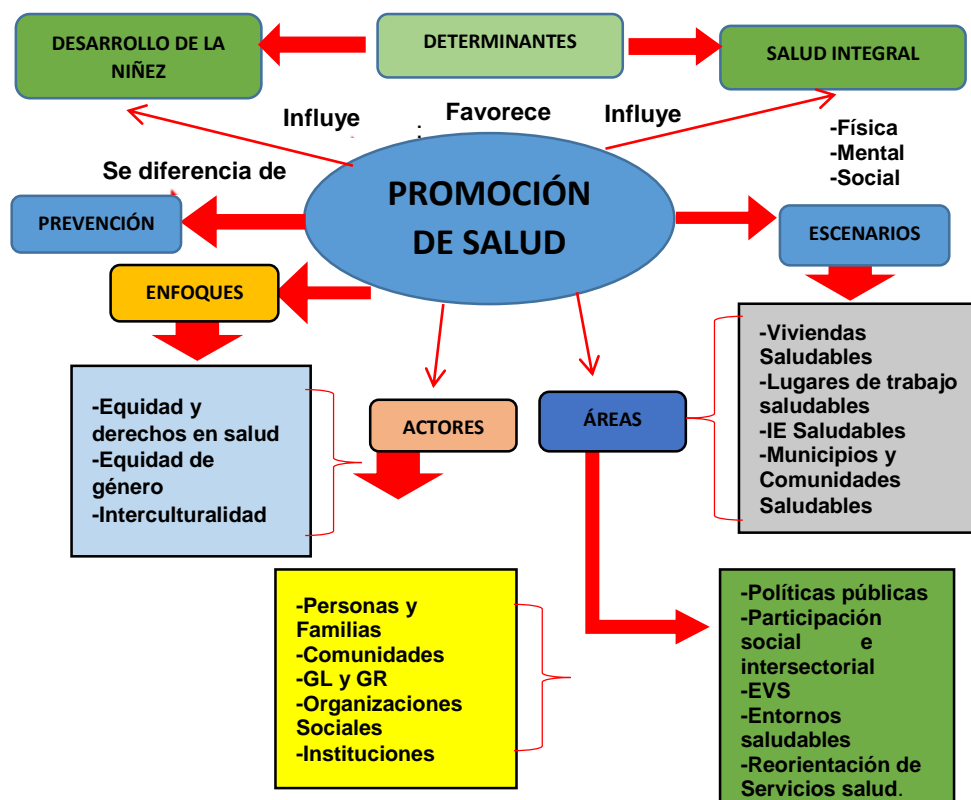 DESARROLLO DE LA
NIÑEZ
DETERMINANTES
SALUD INTEGRAL
Influye
:
Favorece
Influye
-Física
-Mental
-Social
Se diferencia de
PROMOCIÓN
DE SALUD
PREVENCIÓN
ESCENARIOS
ENFOQUES
-Equidad y
derechos en salud
-Equidad de
género
-Interculturalidad
ACTORES
ÁREAS
-Viviendas
Saludables
-Lugares de trabajo
saludables
-IE Saludables
-Municipios y
Comunidades
Saludables
-Personas y
Familias
-Comunidades
-GL y GR
-Organizaciones
Sociales
-Instituciones
-Políticas públicas
-Participación
social e
intersectorial
-EVS
-Entornos
saludables
-Reorientación de
Servicios salud.